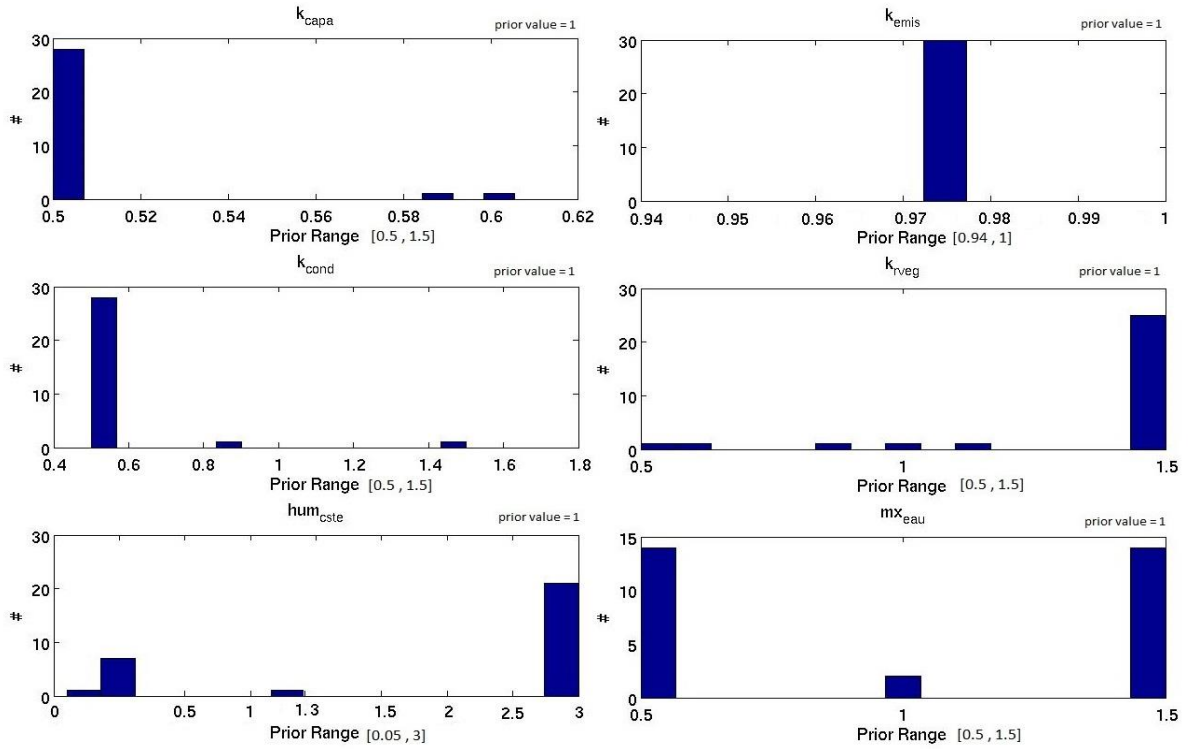 k_capa
prior value = 1
#
30
20
10
0
0.5 0.52 0.54 0.56 0.58 0.6 0.62
Prior Range [0.5 , 1.5]
k_emis
prior value = 1
#
30
20
10
0
0.94 0.95 0.96 0.97 0.98 0.99 1
Prior Range [0.94 , 1]
k_cond
prior value = 1
#
30
20
10
0
0.4 0.6 0.8 1 1.2 1.4 1.6 1.8
Prior Range [0.5 , 1.5]
k_rveg
prior value = 1
#
30
20
10
0
0.5 1 1.5
Prior Range [0.5 , 1.5]
hum_cste
prior value = 1
#
30
20
10
0
0 0.5 1 1.3 1.5 2 2.5 3
Prior Range [0.05 , 3]
mx_eau
prior value = 1
#
15
10
5
0
0.5 1 1.5
Prior Range [0.5 , 1.5]